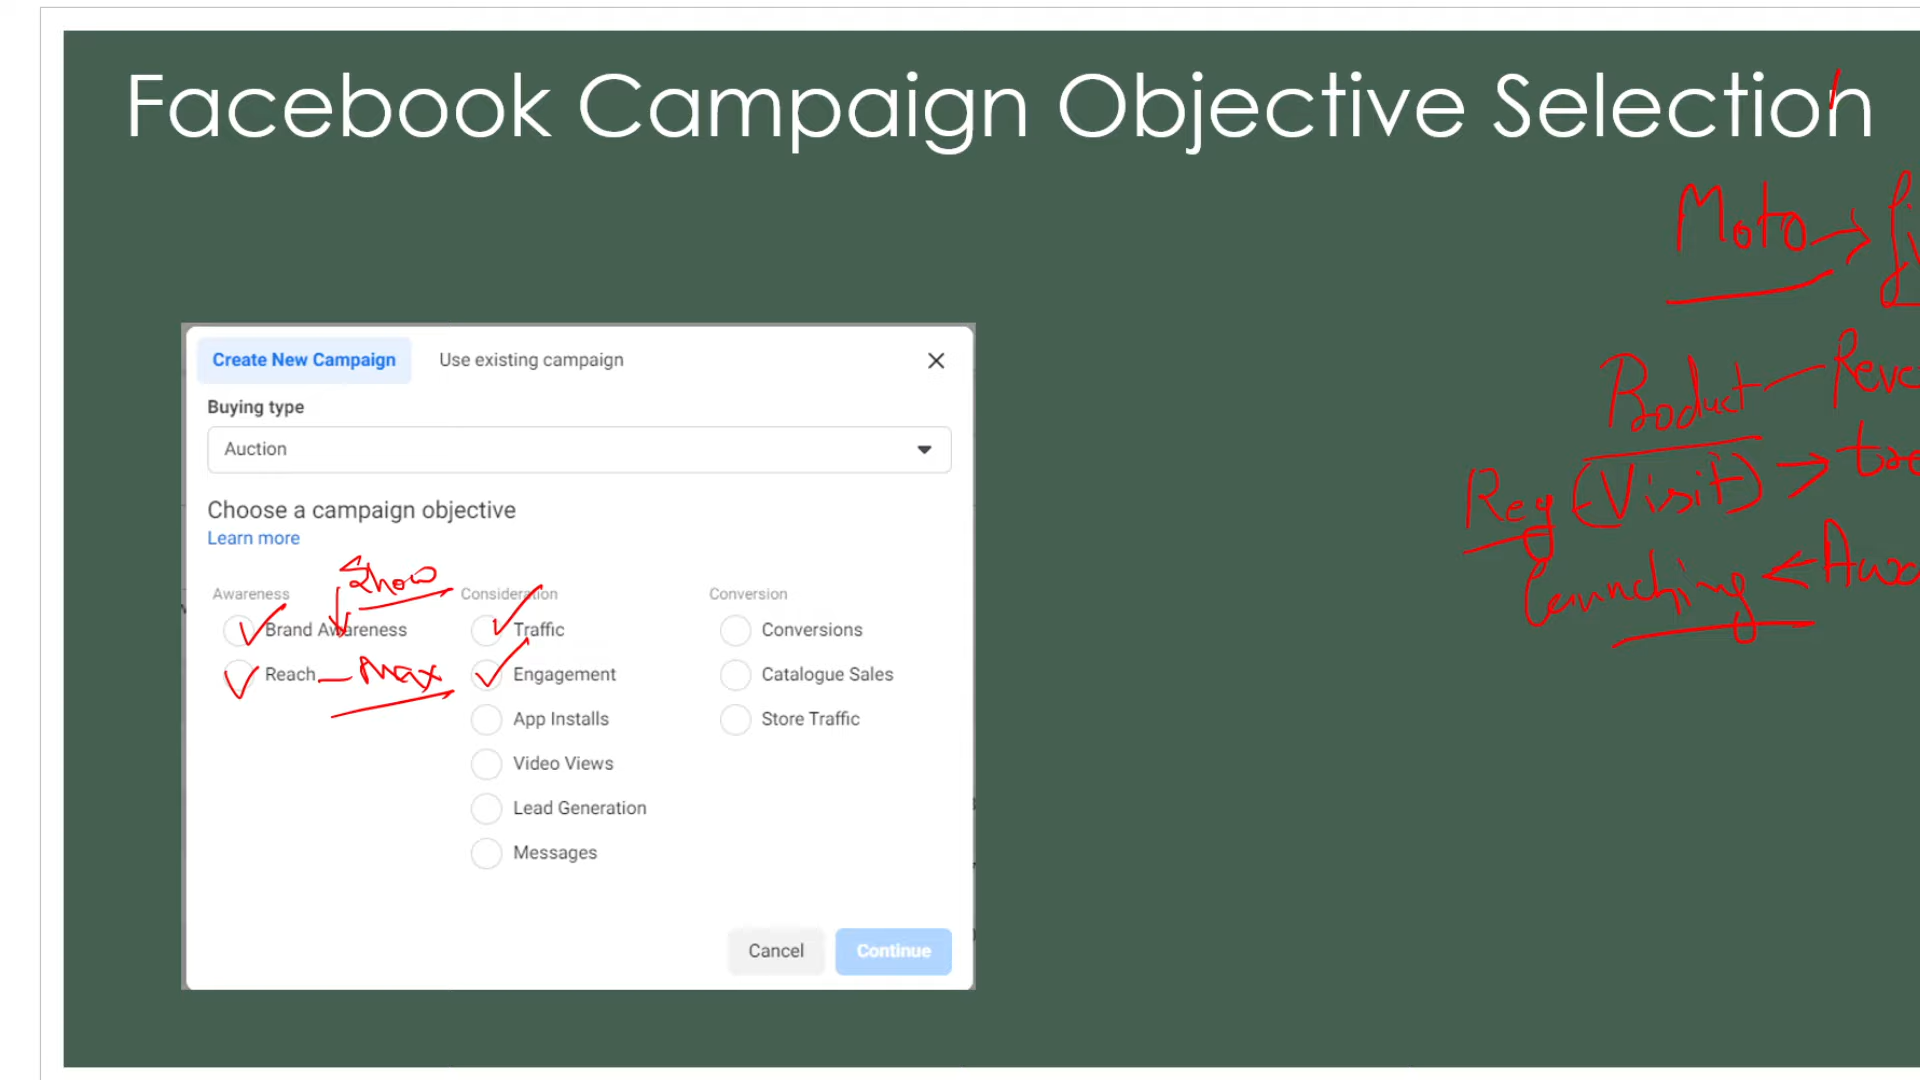 Facebook Campaign Objective Selection
Moto →
Product — Reve
Reg (Visit) →
Launching ←
Create New Campaign Use existing campaign
Buying type
Auction
Choose a campaign objective
Learn more
Show
Awareness Consideration Conversion
Brand Awareness Traffic Conversions
Reach — Max Engagement Catalogue Sales
App Installs Store Traffic
Video Views
Lead Generation
Messages
Cancel Continue